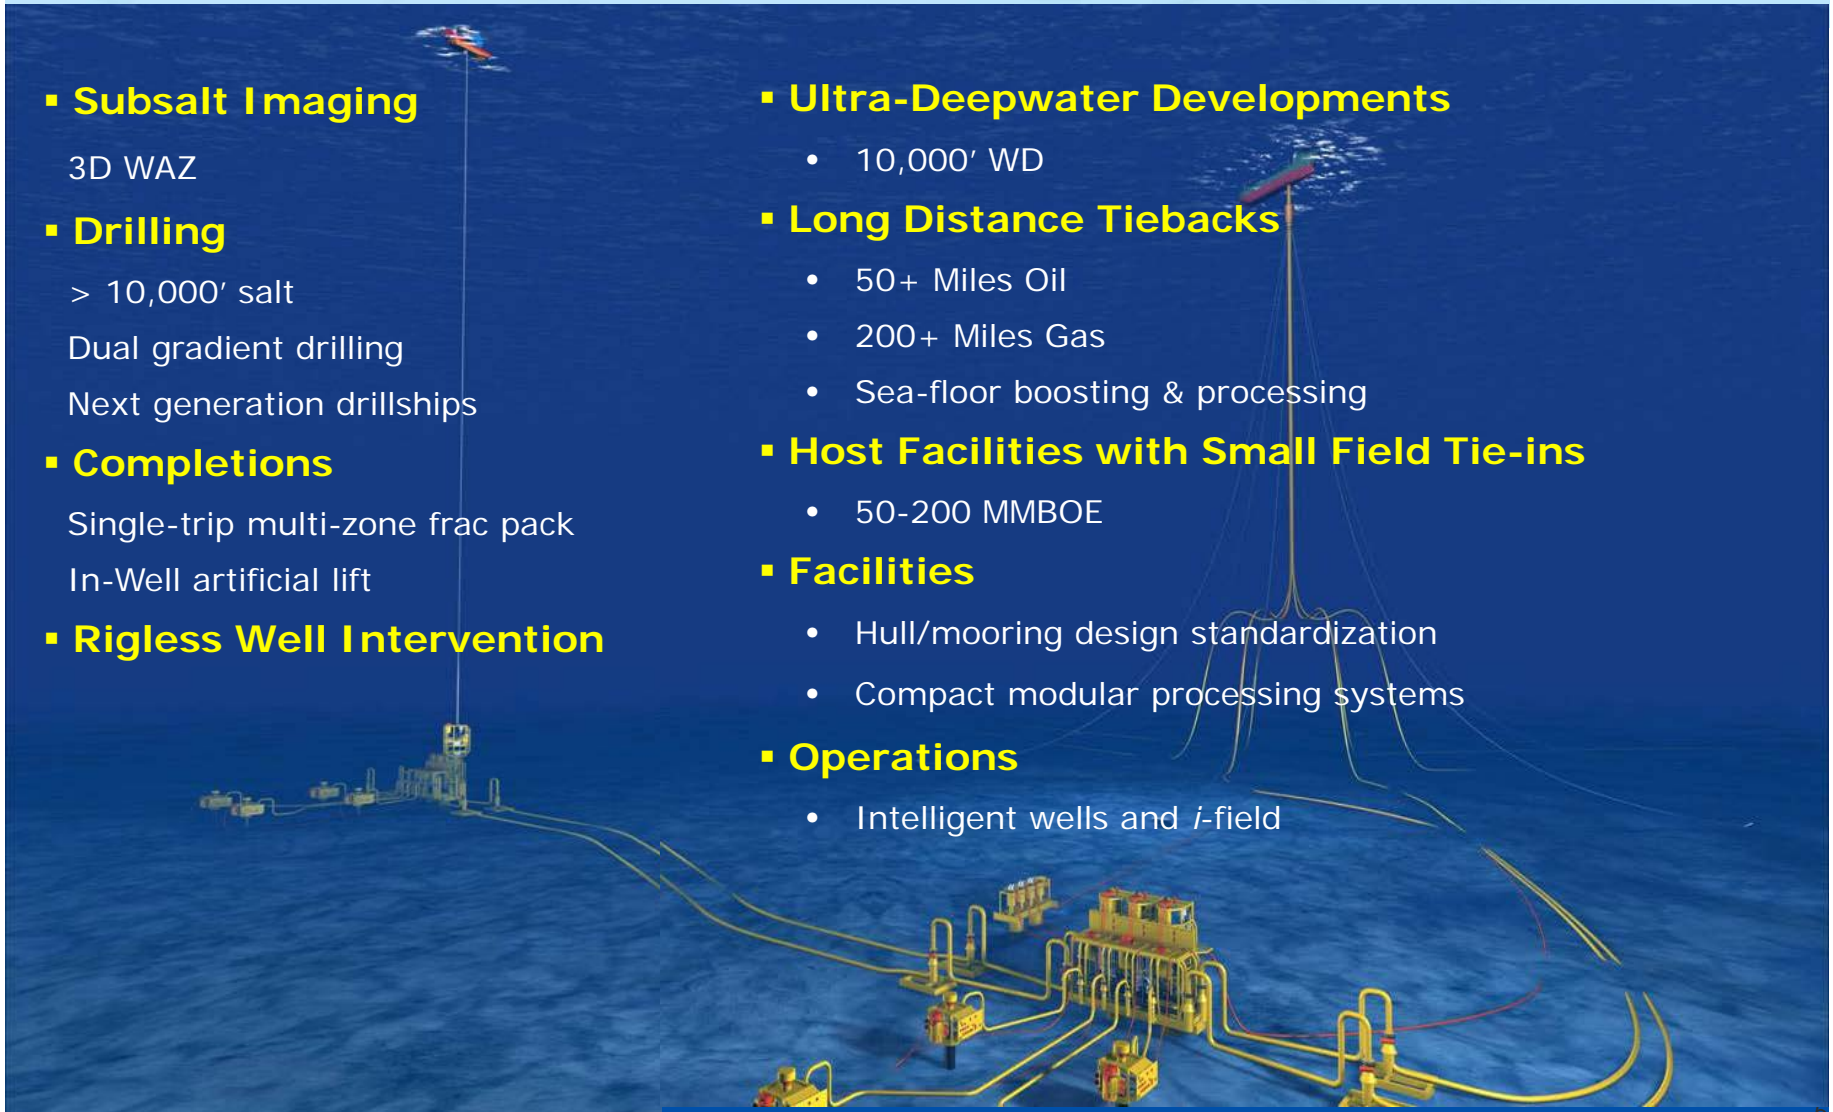 ▪ Subsalt Imaging
3D WAZ
▪ Drilling
> 10,000’ salt
Dual gradient drilling
Next generation drillships
▪ Completions
Single-trip multi-zone frac pack
In-Well artificial lift
▪ Rigless Well Intervention
▪ Ultra-Deepwater Developments
• 10,000’ WD
▪ Long Distance Tiebacks
• 50+ Miles Oil
• 200+ Miles Gas
• Sea-floor boosting & processing
▪ Host Facilities with Small Field Tie-ins
• 50-200 MMBOE
▪ Facilities
• Hull/mooring design standardization
• Compact modular processing systems
▪ Operations
• Intelligent wells and i-field